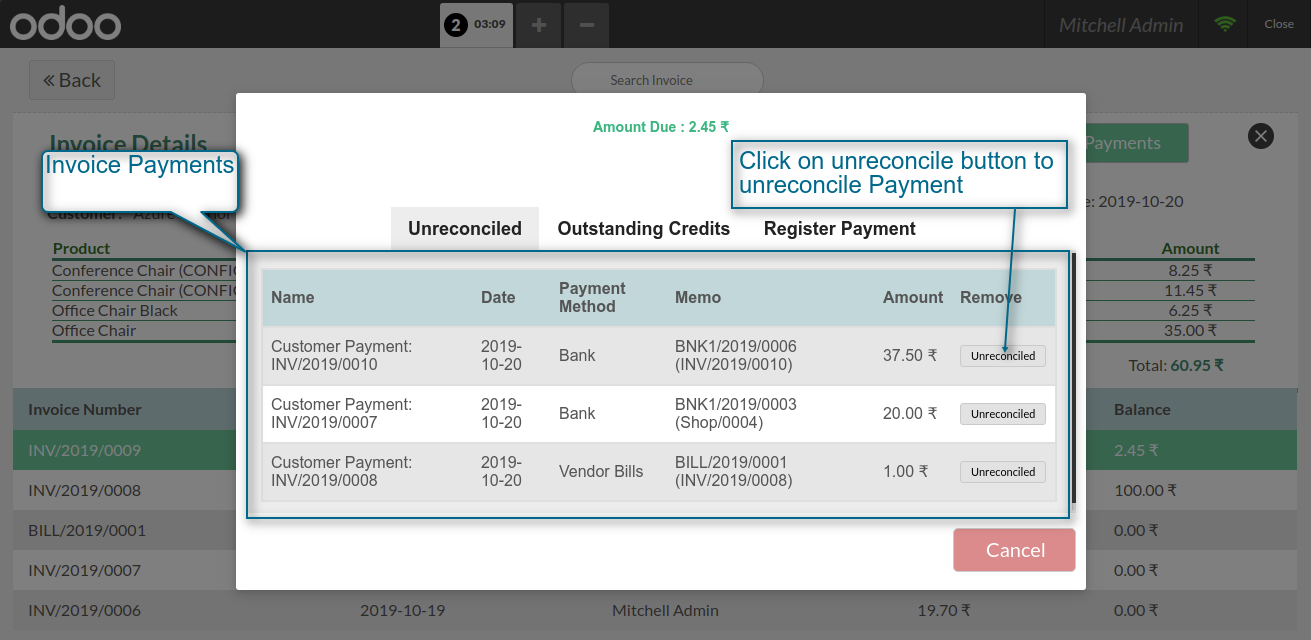 odoo
2 03:09
+
−
Mitchell Admin
Close
« Back
Search Invoice
Amount Due : 2.45 ₹
Invoice Details
Payments
Invoice Payments
Click on unreconcile button to
unreconcile Payment
Customer:
2019-10-20
Unreconciled Outstanding Credits Register Payment
Product Amount
Conference Chair (CONFI 8.25 ₹
Conference Chair (CONFI 11.45 ₹
Office Chair Black 6.25 ₹
Office Chair 35.00 ₹
Total: 60.95 ₹
Name Date Payment Method Memo Amount Remove
Customer Payment: 2019- Bank BNK1/2019/0006 37.50 ₹ Unreconciled
INV/2019/0010 10-20 (INV/2019/0010)
Customer Payment: 2019- Bank BNK1/2019/0003 20.00 ₹ Unreconciled
INV/2019/0007 10-20 (Shop/0004)
Customer Payment: 2019- Vendor Bills BILL/2019/0001 1.00 ₹ Unreconciled
INV/2019/0008 10-20 (INV/2019/0008)
Cancel
Invoice Number Balance
INV/2019/0009 2.45 ₹
INV/2019/0008 100.00 ₹
BILL/2019/0001 0.00 ₹
INV/2019/0007 0.00 ₹
INV/2019/0006 2019-10-19 Mitchell Admin 19.70 ₹ 0.00 ₹